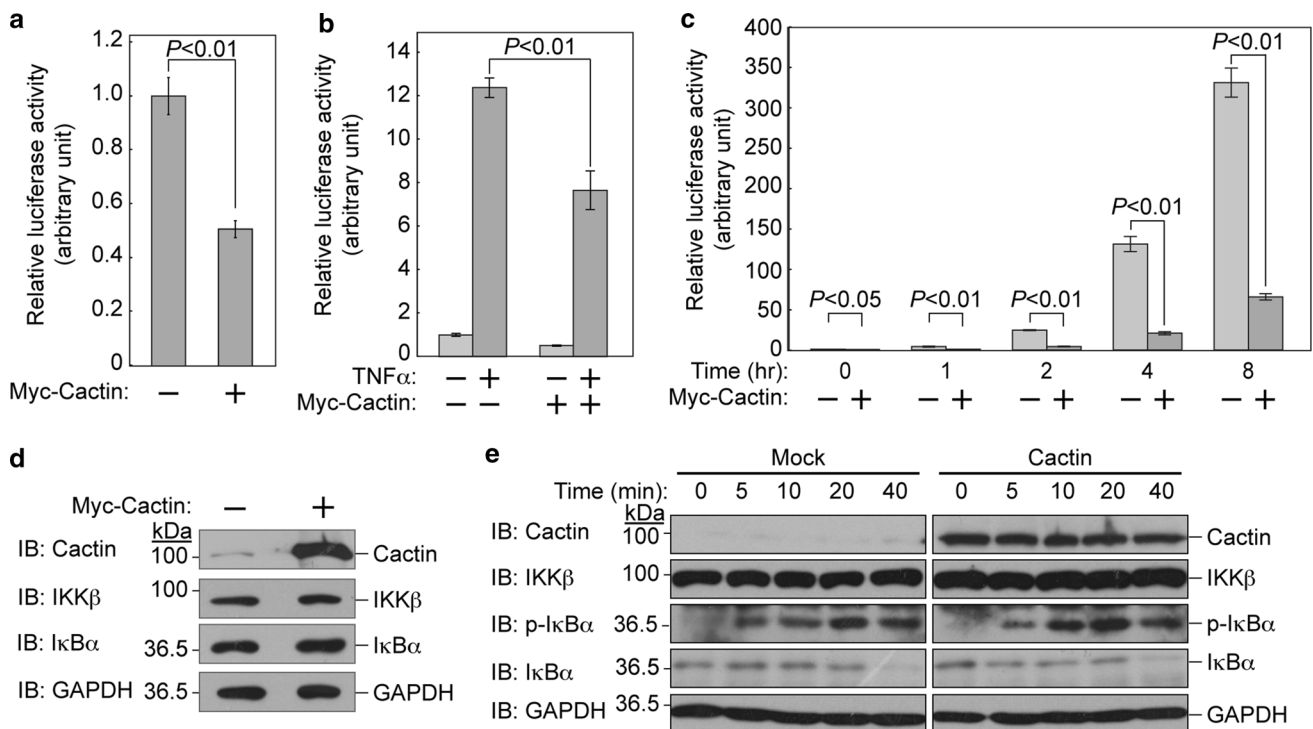 a
Relative luciferase activity
(arbitrary unit)
1.2
1.0
0.8
0.6
0.4
0.2
0
P<0.01
Myc-Cactin: − +
b
Relative luciferase activity
(arbitrary unit)
14
12
10
8
6
4
2
0
P<0.01
TNFα: − + − +
Myc-Cactin: − − + +
c
Relative luciferase activity
(arbitrary unit)
400
350
300
250
200
150
100
50
0
P<0.05
P<0.01
P<0.01
P<0.01
P<0.01
Time (hr): 0 1 2 4 8
Myc-Cactin: − + − + − + − + − +
d
Myc-Cactin: − +
kDa
IB: Cactin 100 Cactin
IB: IKKβ 100 IKKβ
IB: IκBα 36.5 IκBα
IB: GAPDH 36.5 GAPDH
e
Mock Cactin
Time (min): 0 5 10 20 40 0 5 10 20 40
kDa
IB: Cactin 100 Cactin
IB: IKKβ 100 IKKβ
IB: p-IκBα 36.5 p-IκBα
IB: IκBα 36.5 IκBα
IB: GAPDH 36.5 GAPDH